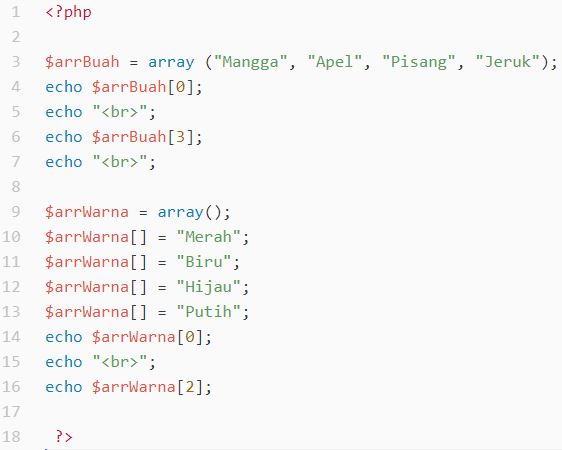 1 <?php
2
3 $arrBuah = array ("Mangga", "Apel", "Pisang", "Jeruk");
4 echo $arrBuah[0];
5 echo "<br>";
6 echo $arrBuah[3];
7 echo "<br>";
8
9 $arrWarna = array();
10 $arrWarna[] = "Merah";
11 $arrWarna[] = "Biru";
12 $arrWarna[] = "Hijau";
13 $arrWarna[] = "Putih";
14 echo $arrWarna[0];
15 echo "<br>";
16 echo $arrWarna[2];
17
18 ?>